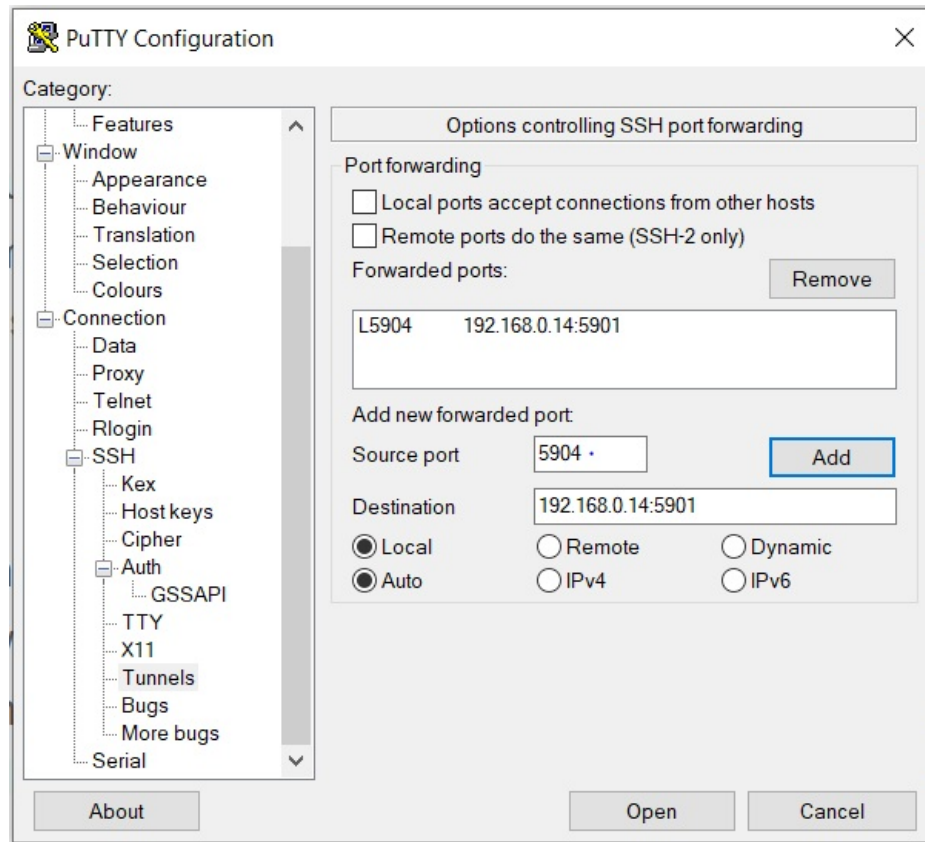 PuTTY Configuration
Category:
Features
Window
Appearance
Behaviour
Translation
Selection
Colours
Connection
Data
Proxy
Telnet
Rlogin
SSH
Kex
Host keys
Cipher
Auth
GSSAPI
TTY
X11
Tunnels
Bugs
More bugs
Serial
Options controlling SSH port forwarding
Port forwarding
Local ports accept connections from other hosts
Remote ports do the same (SSH-2 only)
Forwarded ports:
Remove
L5904 192.168.0.14:5901
Add new forwarded port:
Source port 5904 Add
Destination 192.168.0.14:5901
Local Remote Dynamic
Auto IPv4 IPv6
About Open Cancel